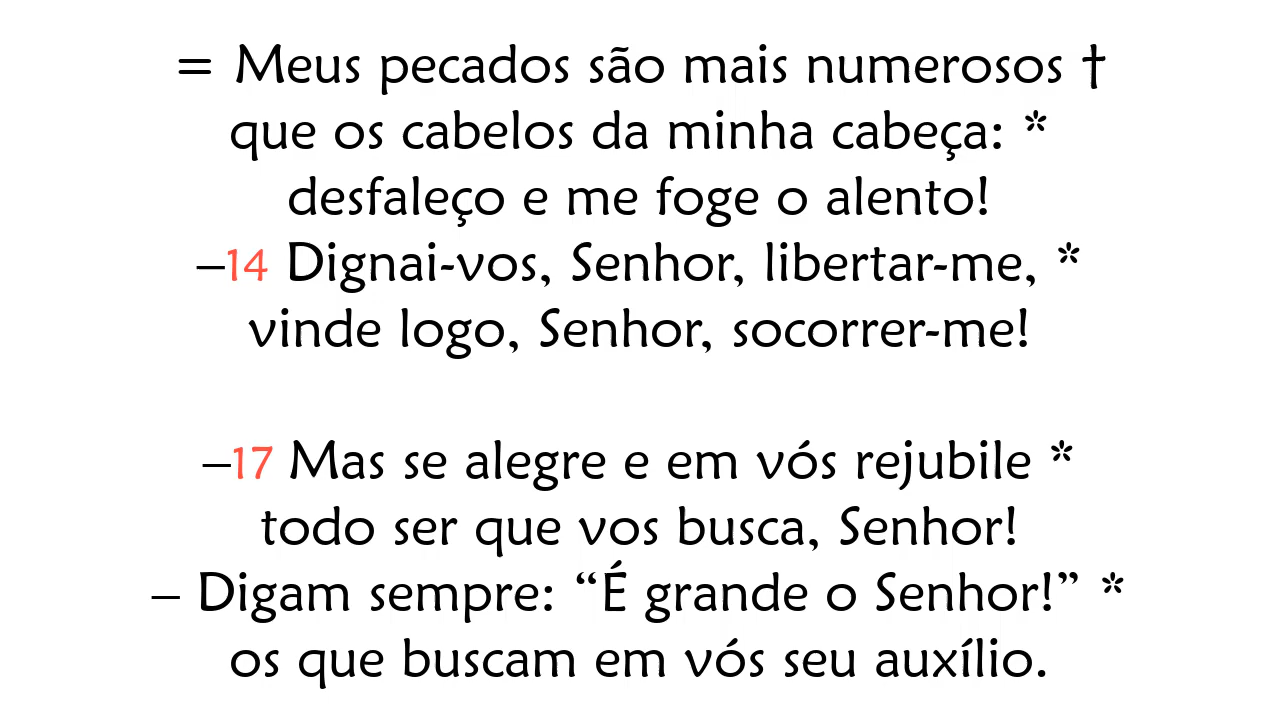 = Meus pecados são mais numerosos †
que os cabelos da minha cabeça: *
desfaleço e me foge o alento!
–14 Dignai-vos, Senhor, libertar-me, *
vinde logo, Senhor, socorrer-me!
–17 Mas se alegre e em vós rejubile *
todo ser que vos busca, Senhor!
– Digam sempre: “É grande o Senhor!” *
os que buscam em vós seu auxílio.